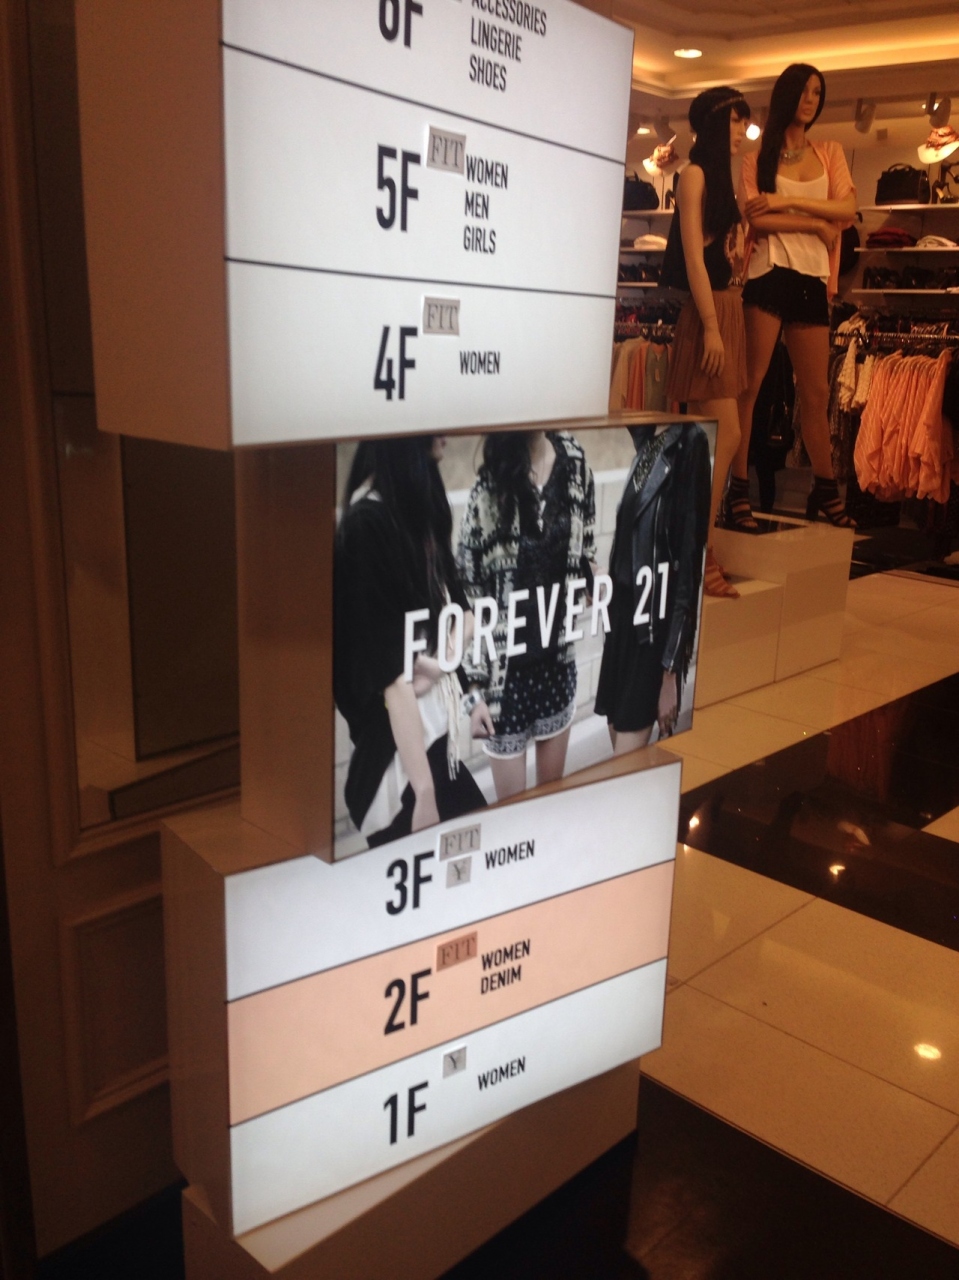 6F
ACCESSORIES
LINGERIE
SHOES
5F FIT WOMEN
MEN
GIRLS
4F FIT WOMEN
FOREVER 21
3F FIT WOMEN
Y
2F FIT WOMEN
DENIM
1F Y WOMEN